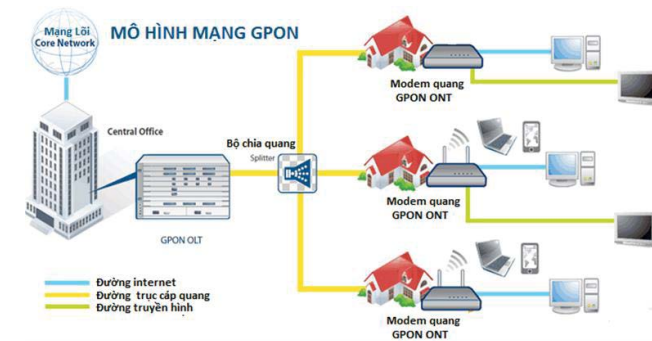 Mạng Lõi
Core Network
MÔ HÌNH MẠNG GPON
Modem quang
GPON ONT
Central Office
Bộ chia quang
Splitter
GPON OLT
Modem quang
GPON ONT
Đường internet
Đường trục cáp quang
Đường truyền hình
Modem quang
GPON ONT